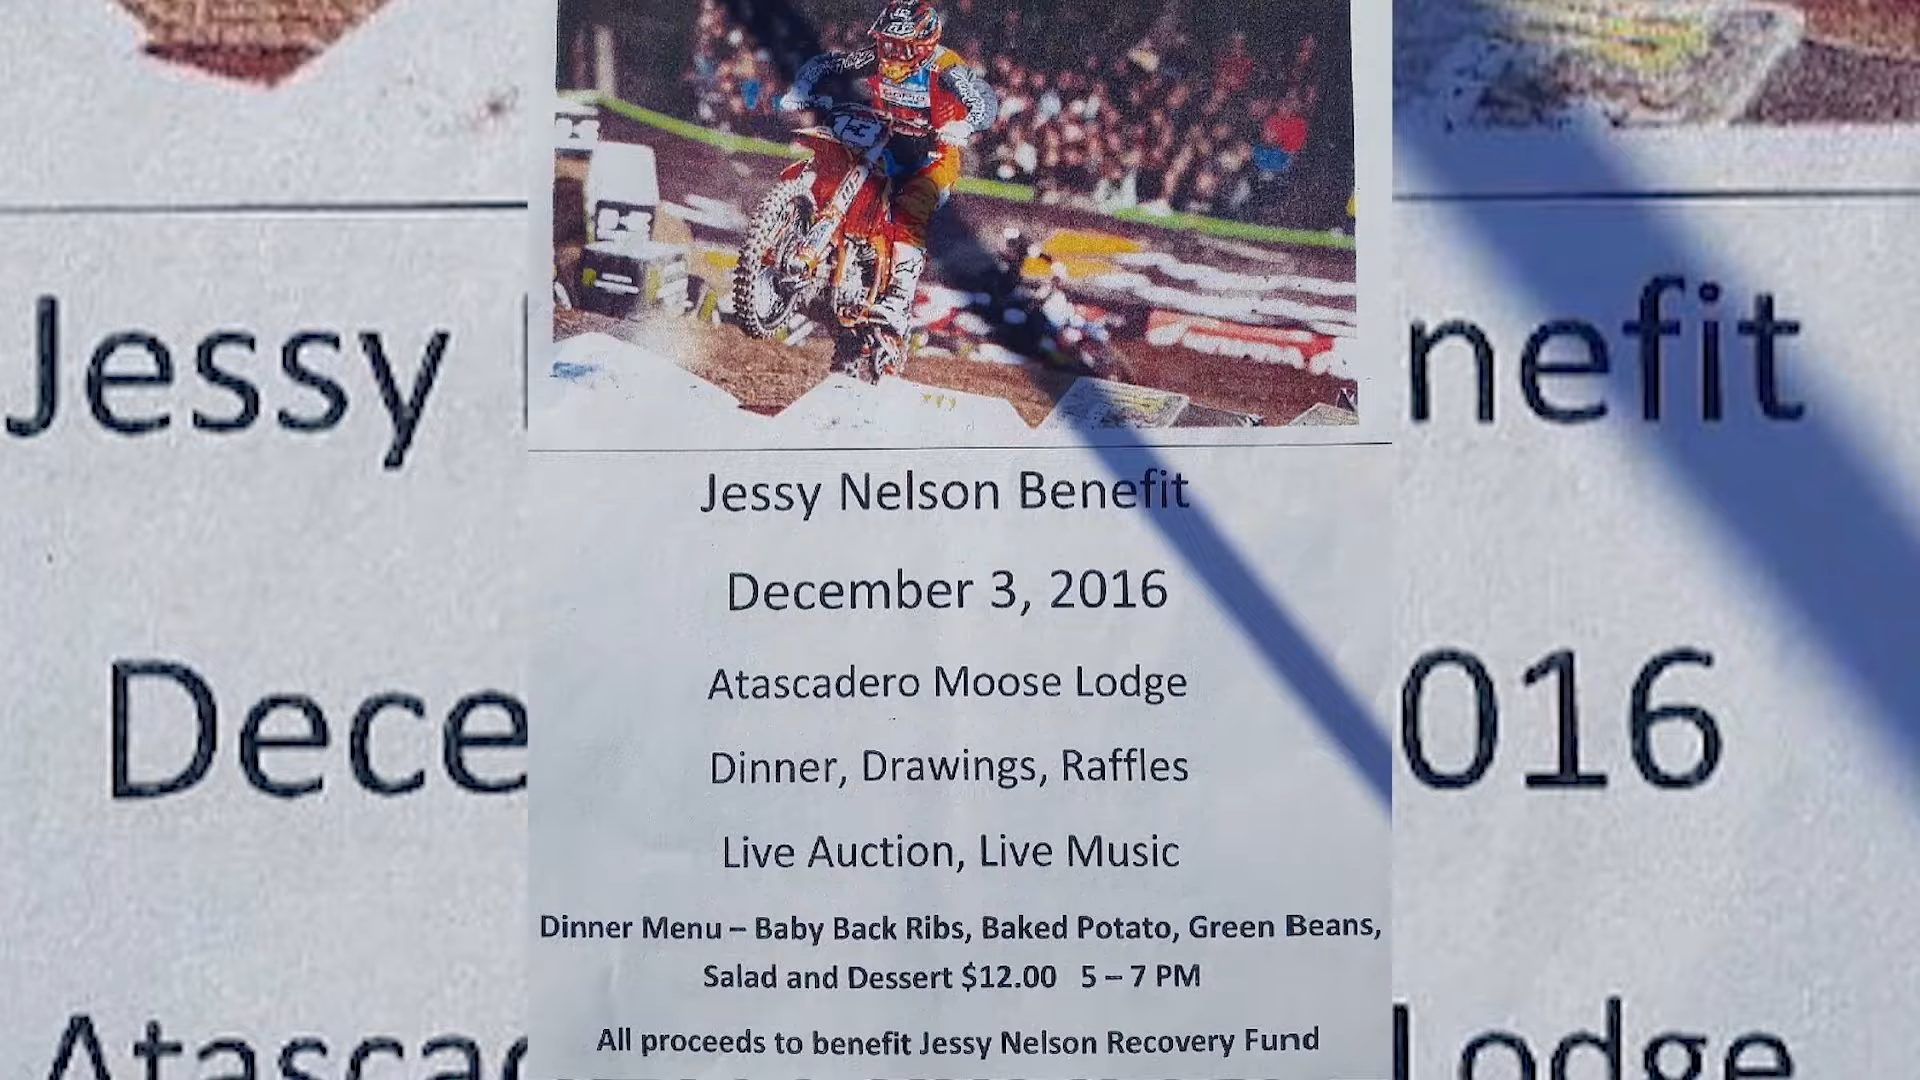 13
Jessy Nelson Benefit
December 3, 2016
Atascadero Moose Lodge
Dinner, Drawings, Raffles
Live Auction, Live Music
Dinner Menu – Baby Back Ribs, Baked Potato, Green Beans,
Salad and Dessert $12.00 5 – 7 PM
All proceeds to benefit Jessy Nelson Recovery Fund